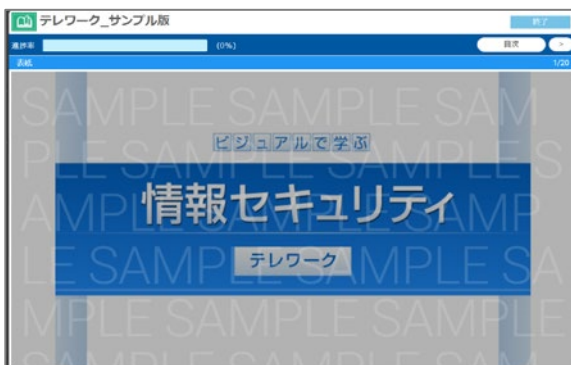 テレワーク_サンプル版
終了
進捗率
(0%)
目次
>
表紙
1/20
SAMPLE SAMPLE SAM
PLE SAMPLE SAMPLE S
AMPLE SAMPLE SAMP
LE SAMPLE SAMPLE SA
MPLE SAMPLE SAMPLE
SAMPLE SAMPLE SAM
ビジュアルで学ぶ
情報セキュリティ
テレワーク